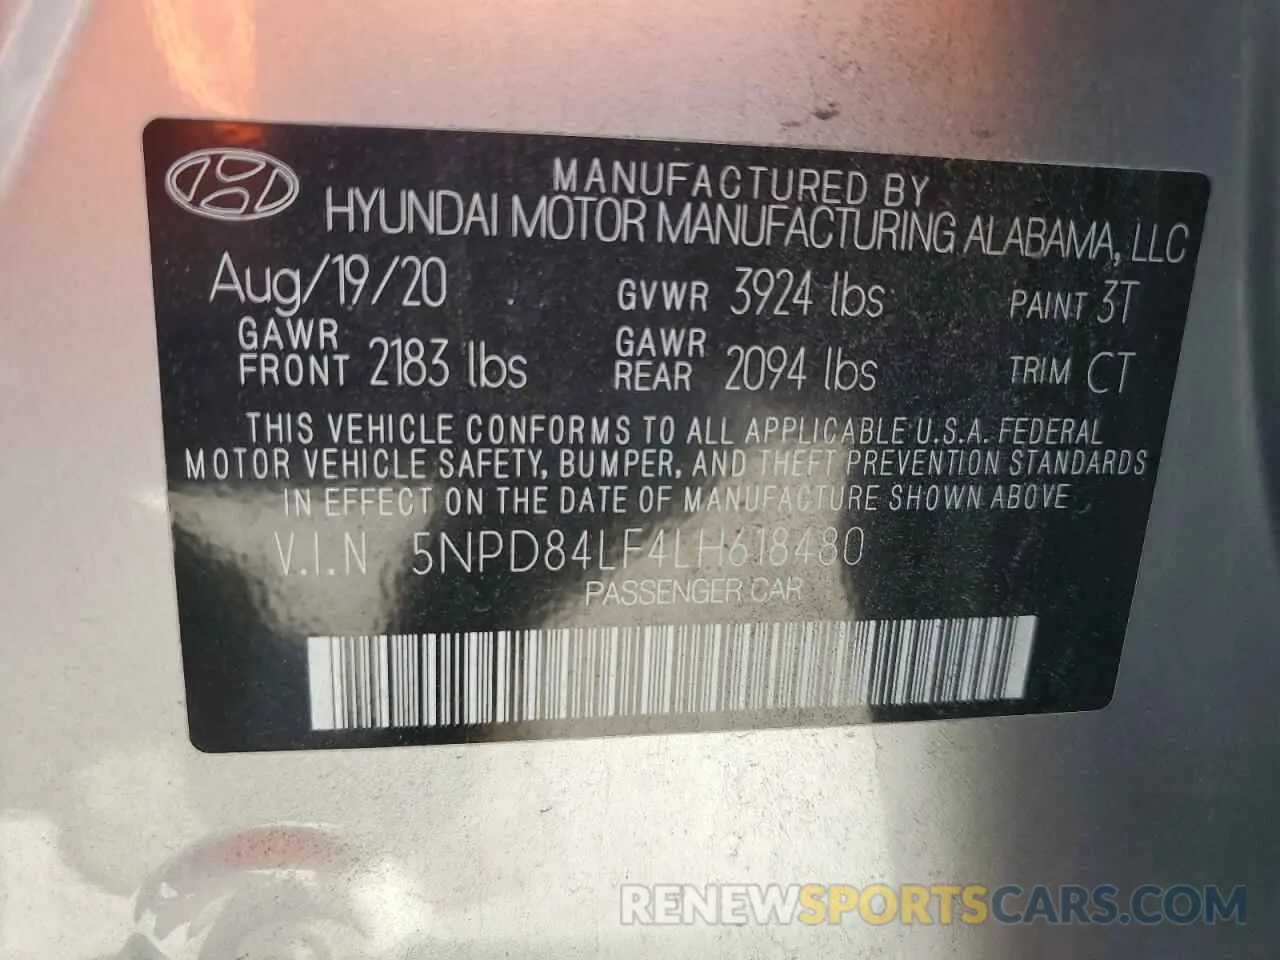 MANUFACTURED BY
HYUNDAI MOTOR MANUFACTURING ALABAMA, LLC
Aug/19/20 GVWR 3924 lbs PAINT 3T
GAWR FRONT 2183 lbs GAWR REAR 2094 lbs TRIM CT
THIS VEHICLE CONFORMS TO ALL APPLICABLE U.S.A. FEDERAL
MOTOR VEHICLE SAFETY, BUMPER, AND THEFT PREVENTION STANDARDS
IN EFFECT ON THE DATE OF MANUFACTURE SHOWN ABOVE
V.I.N 5NPD84LF4LH618480
PASSENGER CAR
RENEWSPORTSCARS.COM